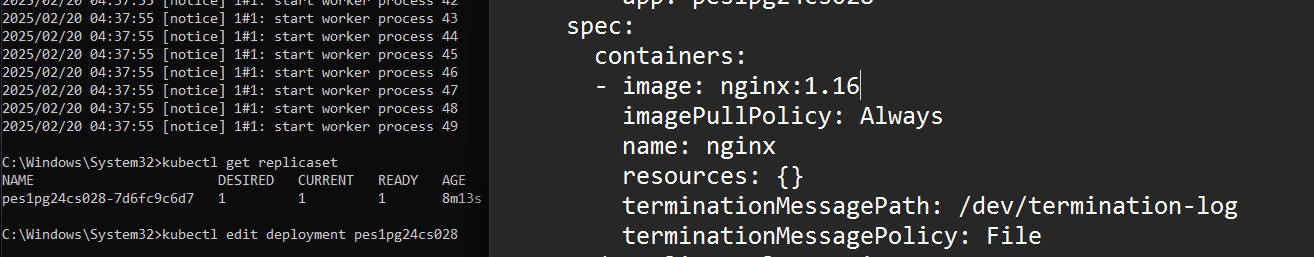 2025/02/20 04:37:55 [notice] 1#1: start worker process 42
2025/02/20 04:37:55 [notice] 1#1: start worker process 43
2025/02/20 04:37:55 [notice] 1#1: start worker process 44
2025/02/20 04:37:55 [notice] 1#1: start worker process 45
2025/02/20 04:37:55 [notice] 1#1: start worker process 46
2025/02/20 04:37:55 [notice] 1#1: start worker process 47
2025/02/20 04:37:55 [notice] 1#1: start worker process 48
2025/02/20 04:37:55 [notice] 1#1: start worker process 49
C:\Windows\System32>kubectl get replicaset
NAME DESIRED CURRENT READY AGE
pes1pg24cs028-7d6fc9c6d7 1 1 1 8m13s
C:\Windows\System32>kubectl edit deployment pes1pg24cs028
app: pes1pg24cs028
spec:
containers:
- image: nginx:1.16
imagePullPolicy: Always
name: nginx
resources: {}
terminationMessagePath: /dev/termination-log
terminationMessagePolicy: File